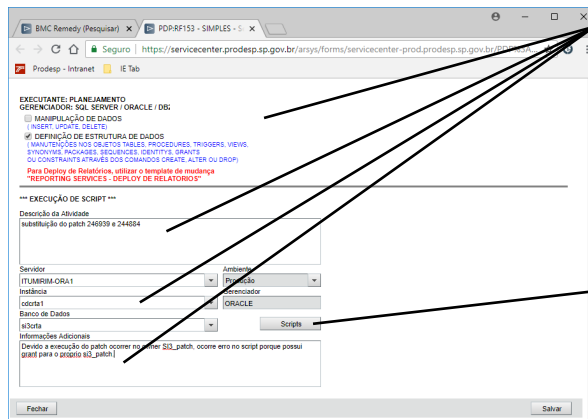 BMC Remedy (Pesquisar)
PDP:RF153 - SIMPLES - S
Seguro | https://servicecenter.prodesp.sp.gov.br/arsys/forms/servicecenter-prod.prodesp.sp.gov.br/PDP%3A
Prodesp - Intranet
IE Tab
EXECUTANTE: PLANEJAMENTO
GERENCIADOR: SQL SERVER / ORACLE / DB2
MANIPULAÇÃO DE DADOS
( INSERT, UPDATE, DELETE)
DEFINIÇÃO DE ESTRUTURA DE DADOS
( MANUTENÇÕES NOS OBJETOS TABLES, PROCEDURES, TRIGGERS, VIEWS,
SYNONYMS, PACKAGES, SEQUENCES, IDENTITYS, GRANTS
OU CONSTRAINTS ATRAVÉS DOS COMANDOS CREATE, ALTER OU DROP)
Para Deploy de Relatórios, utilizar o template de mudança
"REPORTING SERVICES - DEPLOY DE RELATORIOS"
*** EXECUÇÃO DE SCRIPT ***
Descrição da Atividade
substituição do patch 246939 e 244884
Servidor
Ambiente
ITUMIRIM-ORA1
Produção
Instância
Gerenciador
cdcrta1
ORACLE
Banco de Dados
si3crta
Scripts
Informações Adicionais
Devido a execução do patch ocorrer no owner SI3_patch, ocorre erro no script porque possui
grant para o proprio si3_patch.
Fechar
Salvar